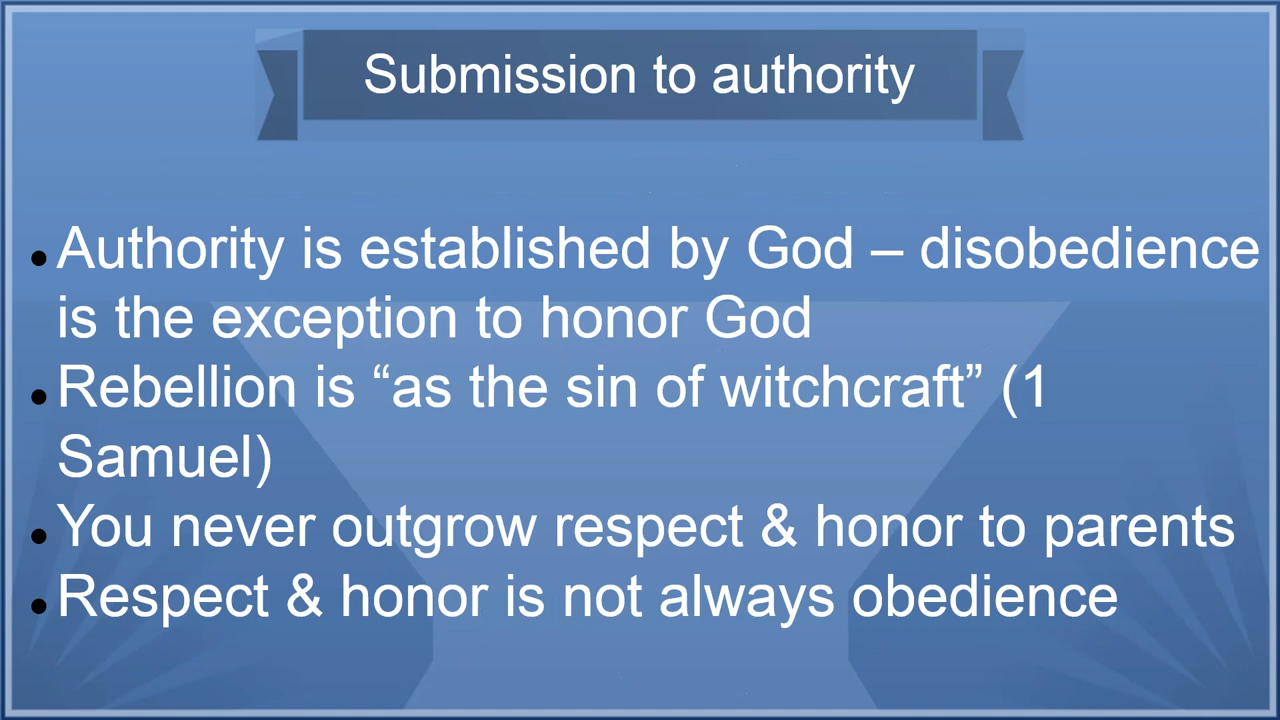 Submission to authority
Authority is established by God – disobedience
is the exception to honor God
Rebellion is “as the sin of witchcraft” (1
Samuel)
You never outgrow respect & honor to parents
Respect & honor is not always obedience